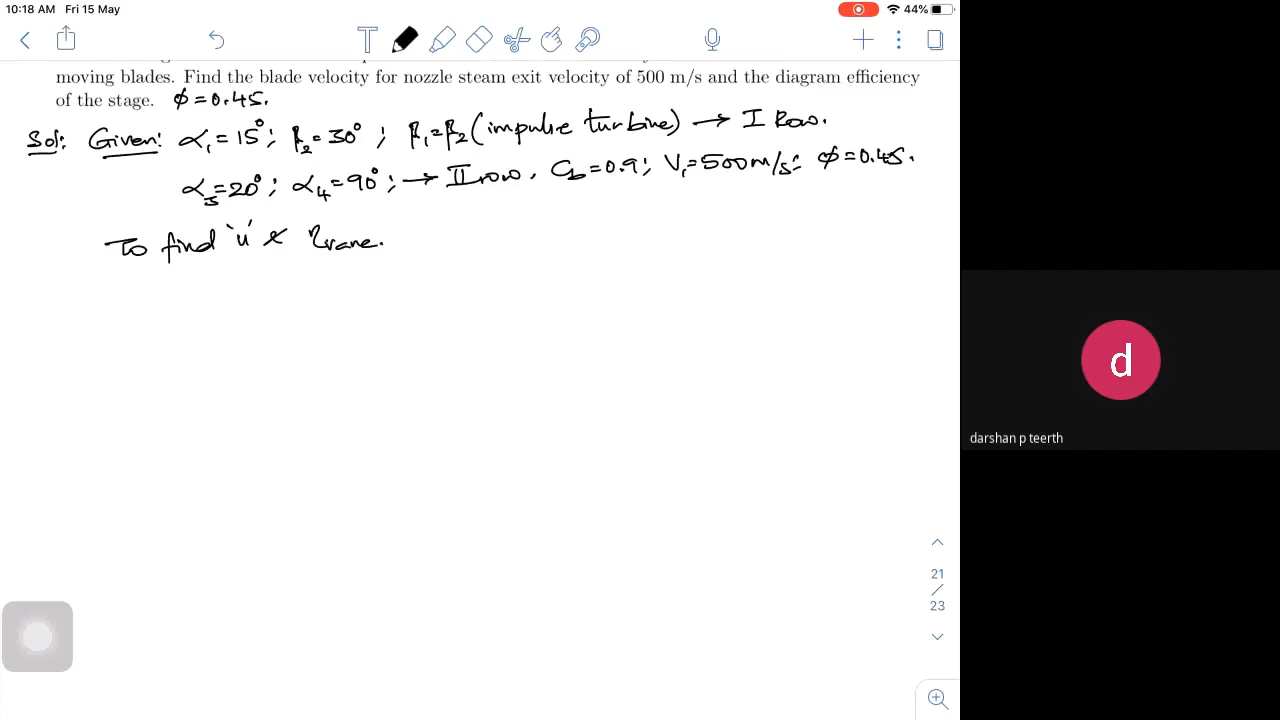 10:18 AM Fri 15 May 44%
T
moving blades. Find the blade velocity for nozzle steam exit velocity of 500 m/s and the diagram efficiency
of the stage. φ = 0.45.
Sol: Given: α₁ = 15°; β₂ = 30°; β₁ = β₂ (impulse turbine) → I Row.
α₃ = 20°; α₄ = 90°; → II row, Cb = 0.9; V₁ = 500 m/s; φ = 0.45.
To find 'u' & ηvane.
d
darshan p teerth
21
/
23